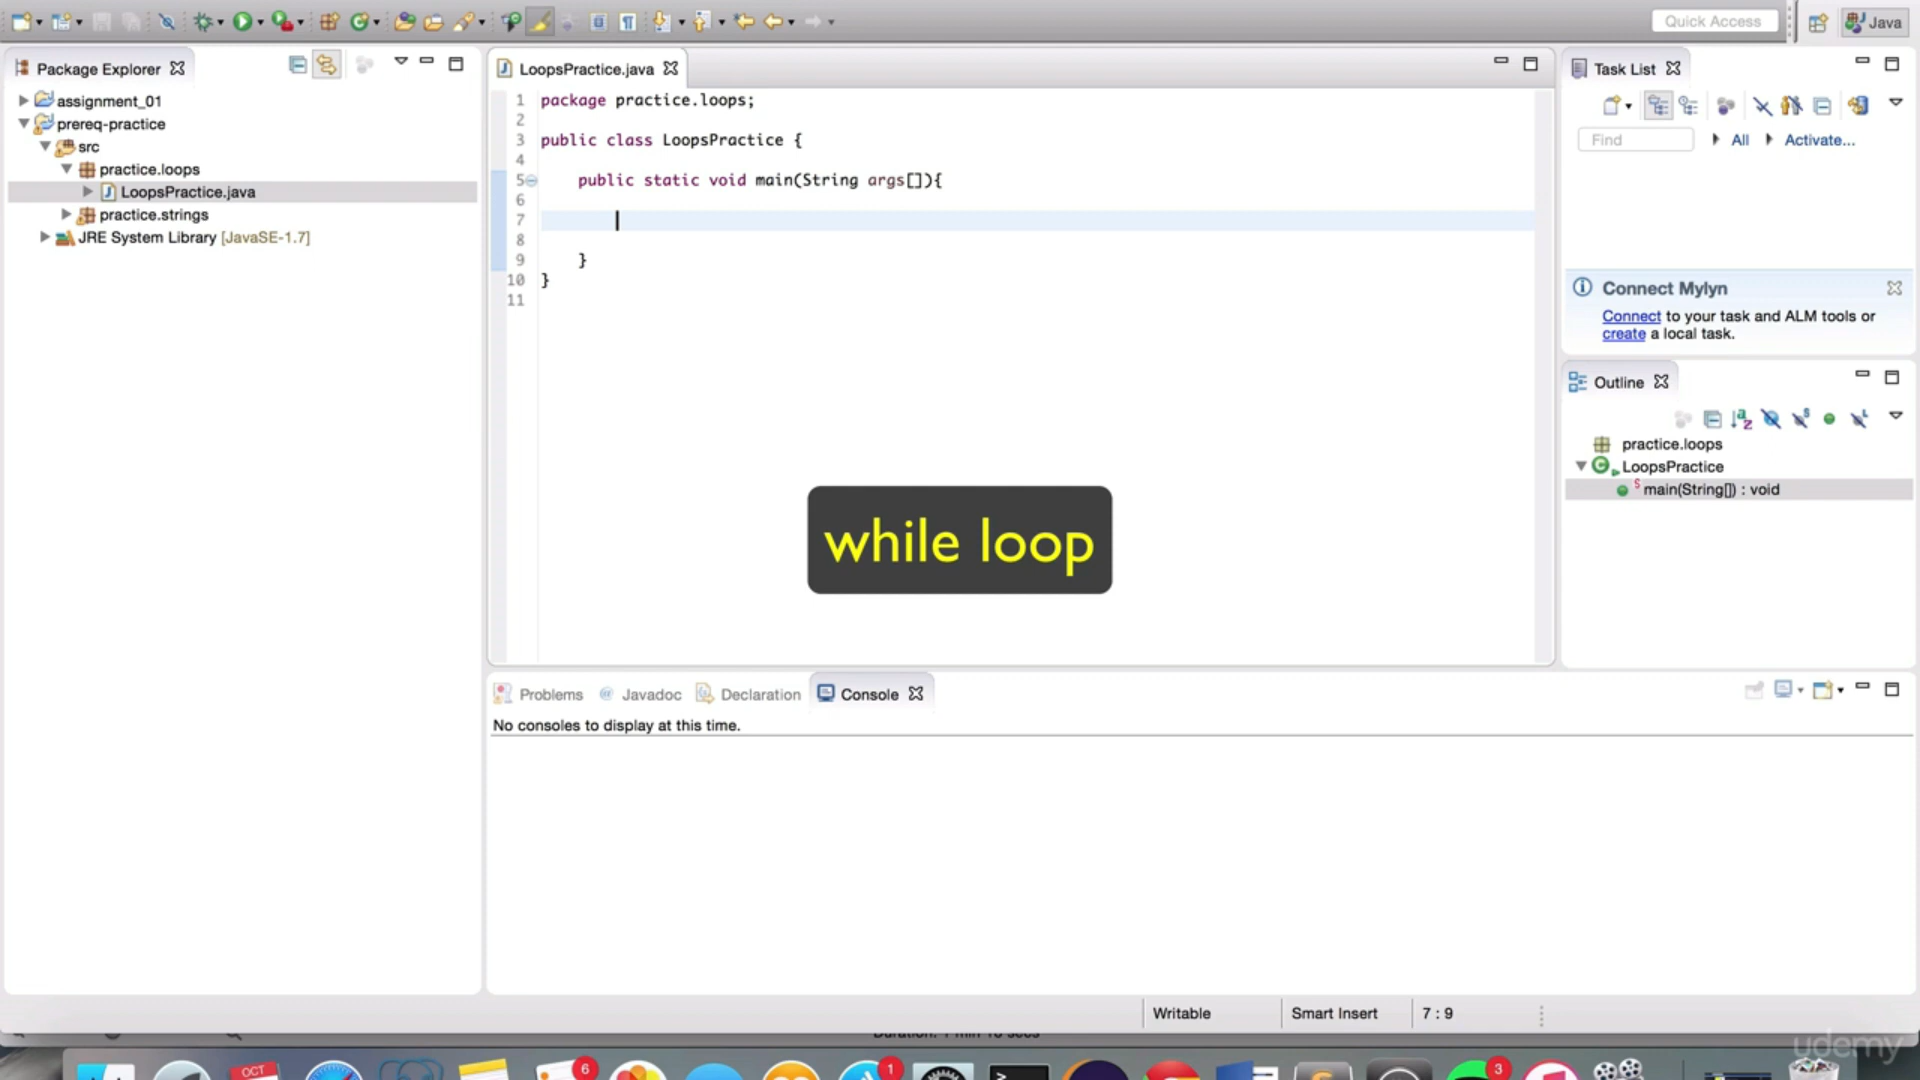 Quick Access
Java
Package Explorer
LoopsPractice.java
Task List
assignment_01
prereq-practice
src
practice.loops
LoopsPractice.java
practice.strings
JRE System Library [JavaSE-1.7]
1 package practice.loops;
2
3 public class LoopsPractice {
4
5 public static void main(String args[]){
6
7
8
9 }
10 }
11
Find
All
Activate...
Connect Mylyn
Connect to your task and ALM tools or
create a local task.
Outline
practice.loops
LoopsPractice
main(String[]) : void
while loop
Problems
Javadoc
Declaration
Console
No consoles to display at this time.
Writable
Smart Insert
7 : 9
OCT
6
1
3
udemy